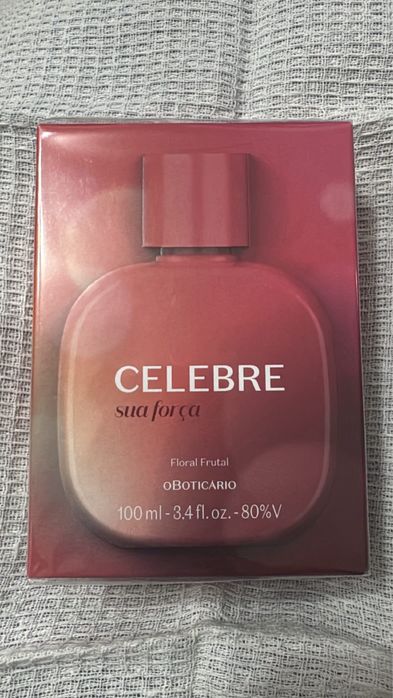 CELEBRE
sua força
Floral Frutal
oBOTICÁRIO
100 ml - 3.4 fl. oz. - 80%V